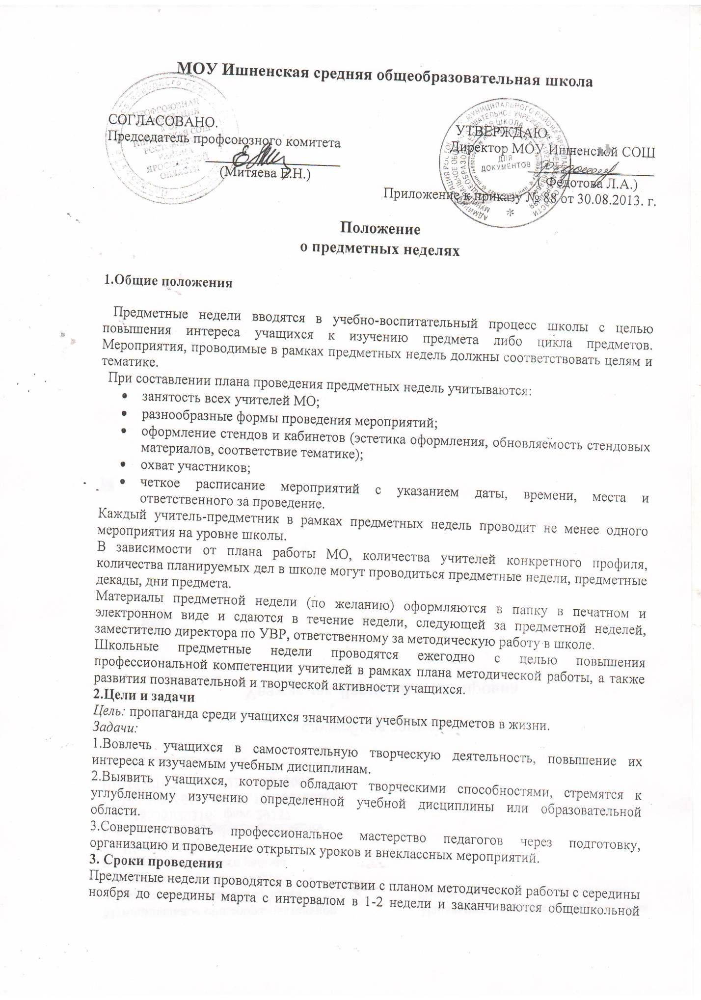 МОУ Ишненская средняя общеобразовательная школа
СОГЛАСОВАНО.
Председатель профсоюзного комитета
(Митяева Е.Н.)
УТВЕРЖДАЮ
Директор МОУ Ишненской СОШ
(Федотова Л.А.)
Приложение к приказу № 88 от 30.08.2013. г.
ПРОФСОЮЗНАЯ
ОРГАНИЗАЦИЯ
МОУ
ИШНЕНСКАЯ СОШ
РОСТОВСКОГО
РАЙОНА
ЯРОСЛАВСКОЙ
ОБЛАСТИ
ДЛЯ
ДОКУМЕНТОВ
Положение
о предметных неделях
1.Общие положения
Предметные недели вводятся в учебно-воспитательный процесс школы с целью
повышения интереса учащихся к изучению предмета либо цикла предметов.
Мероприятия, проводимые в рамках предметных недель должны соответствовать целям и
тематике.
При составлении плана проведения предметных недель учитываются:
• занятость всех учителей МО;
• разнообразные формы проведения мероприятий;
• оформление стендов и кабинетов (эстетика оформления, обновляемость стендовых
материалов, соответствие тематике);
• охват участников;
• четкое расписание мероприятий с указанием даты, времени, места и
ответственного за проведение.
Каждый учитель-предметник в рамках предметных недель проводит не менее одного
мероприятия на уровне школы.
В зависимости от плана работы МО, количества учителей конкретного профиля,
количества планируемых дел в школе могут проводиться предметные недели, предметные
декады, дни предмета.
Материалы предметной недели (по желанию) оформляются в папку в печатном и
электронном виде и сдаются в течение недели, следующей за предметной неделей,
заместителю директора по УВР, ответственному за методическую работу в школе.
Школьные предметные недели проводятся ежегодно с целью повышения
профессиональной компетенции учителей в рамках плана методической работы, а также
развития познавательной и творческой активности учащихся.
2.Цели и задачи
Цель: пропаганда среди учащихся значимости учебных предметов в жизни.
Задачи:
1.Вовлечь учащихся в самостоятельную творческую деятельность, повышение их
интереса к изучаемым учебным дисциплинам.
2.Выявить учащихся, которые обладают творческими способностями, стремятся к
углубленному изучению определенной учебной дисциплины или образовательной
области.
3.Совершенствовать профессиональное мастерство педагогов через подготовку,
организацию и проведение открытых уроков и внеклассных мероприятий.
3. Сроки проведения
Предметные недели проводятся в соответствии с планом методической работы с середины
ноября до середины марта с интервалом в 1-2 недели и заканчиваются общешкольной